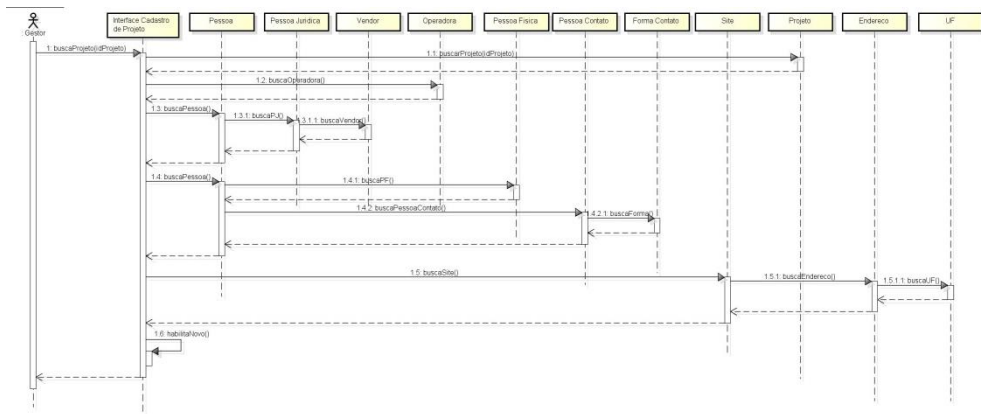 Gestor
Interface Cadastro
de Projeto
Pessoa
Pessoa Juridica
Vendor
Operadora
Pessoa Fisica
Pessoa Contato
Forma Contato
Site
Projeto
Endereco
UF
1: buscaProjeto(idProjeto)
1.1: buscarProjeto(idProjeto)
1.2: buscaOperadora()
1.3: buscaPessoa()
1.3.1: buscaPJ()
1.3.1.1: buscaVendor()
1.4: buscaPessoa()
1.4.1: buscaPF()
1.4.2: buscaPessoaContato()
1.4.2.1: buscaForma()
1.5: buscaSite()
1.5.1: buscaEndereco()
1.5.1.1: buscaUF()
1.6: habilitaNovo()